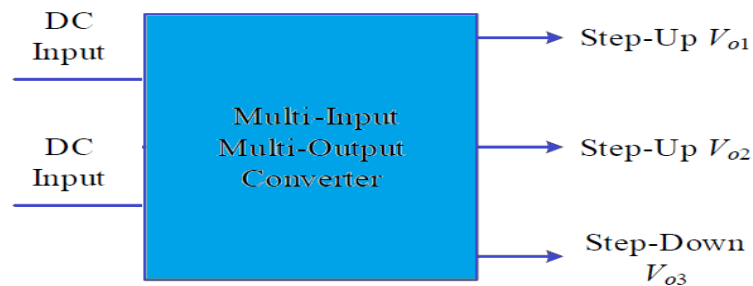 DC
Input
DC
Input
Multi-Input
Multi-Output
Converter
Step-Up Vo1
Step-Up Vo2
Step-Down
Vo3